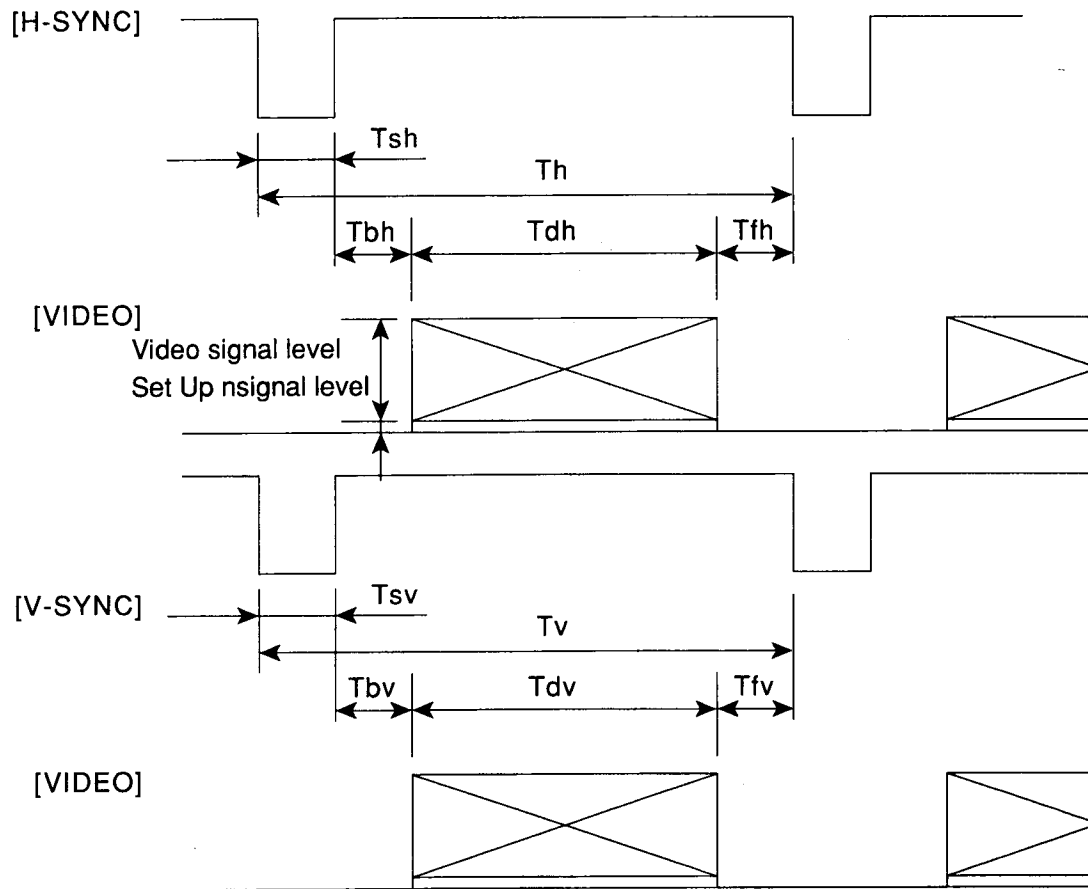 [H-SYNC]
Tsh
Th
Tbh
Tdh
Tfh
[VIDEO]
Video signal level
Set Up nsignal level
[V-SYNC]
Tsv
Tv
Tbv
Tdv
Tfv
[VIDEO]